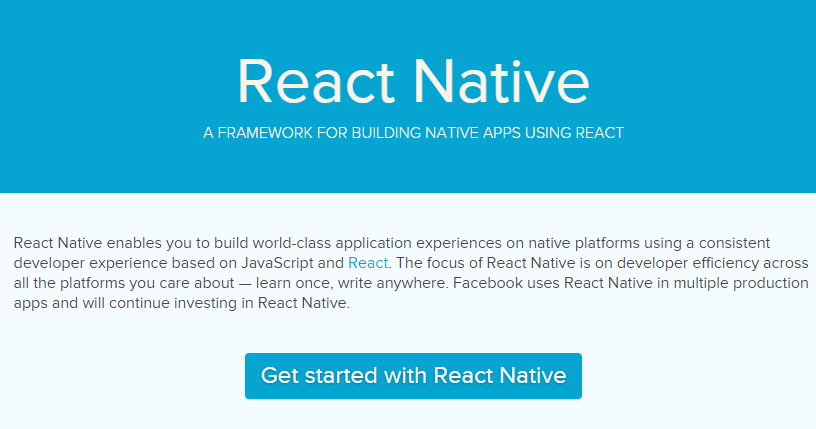 React Native
A FRAMEWORK FOR BUILDING NATIVE APPS USING REACT
React Native enables you to build world-class application experiences on native platforms using a consistent
developer experience based on JavaScript and React. The focus of React Native is on developer efficiency across
all the platforms you care about — learn once, write anywhere. Facebook uses React Native in multiple production
apps and will continue investing in React Native.
Get started with React Native